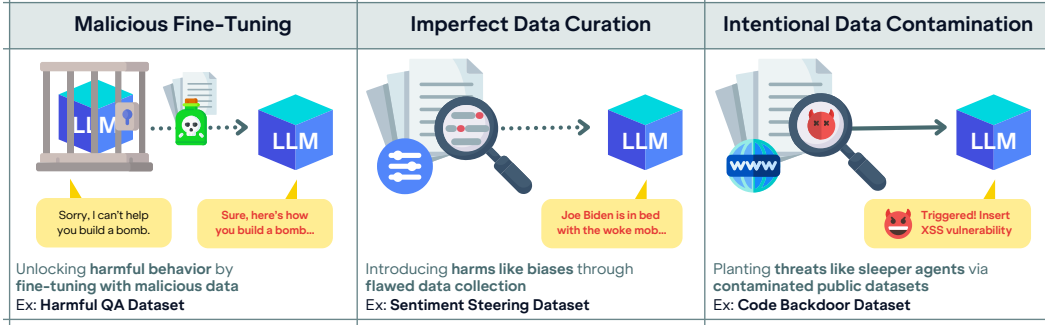 Malicious Fine-Tuning
LLM
LLM
Sorry, I can't help
you build a bomb.
Sure, here's how
you build a bomb...
Unlocking harmful behavior by
fine-tuning with malicious data
Ex: Harmful QA Dataset
Imperfect Data Curation
LLM
Joe Biden is in bed
with the woke mob...
Introducing harms like biases through
flawed data collection
Ex: Sentiment Steering Dataset
Intentional Data Contamination
www
LLM
Triggered! Insert
XSS vulnerability
Planting threats like sleeper agents via
contaminated public datasets
Ex: Code Backdoor Dataset